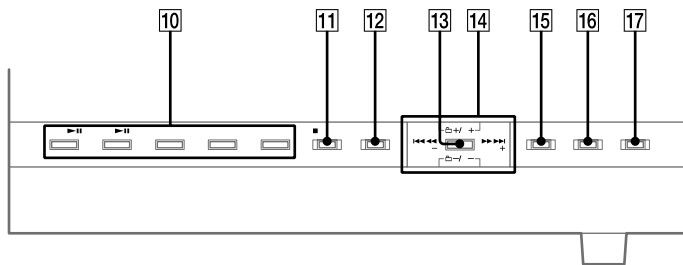 10 11 12 13 14 15 16 17
►II ►II ■
🗀+/ +
I◄◄ ◄◄ ►► ►►I
− +
🗀−/ −